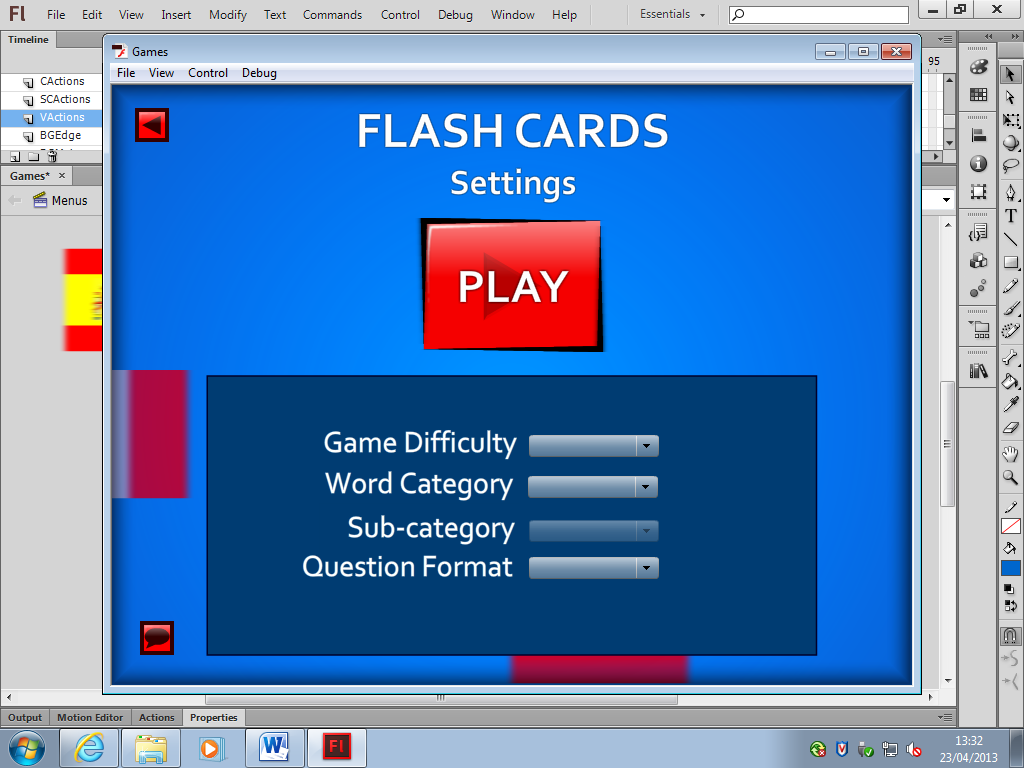 Fl File Edit View Insert Modify Text Commands Control Debug Window Help Essentials
Timeline
Games
95
File View Control Debug
CActions
SCActions
VActions
BGEdge
Games*
Menus
FLASH CARDS
Settings
PLAY
Game Difficulty
Word Category
Sub-category
Question Format
T
Output Motion Editor Actions Properties
W
Fl
13:32
23/04/2013